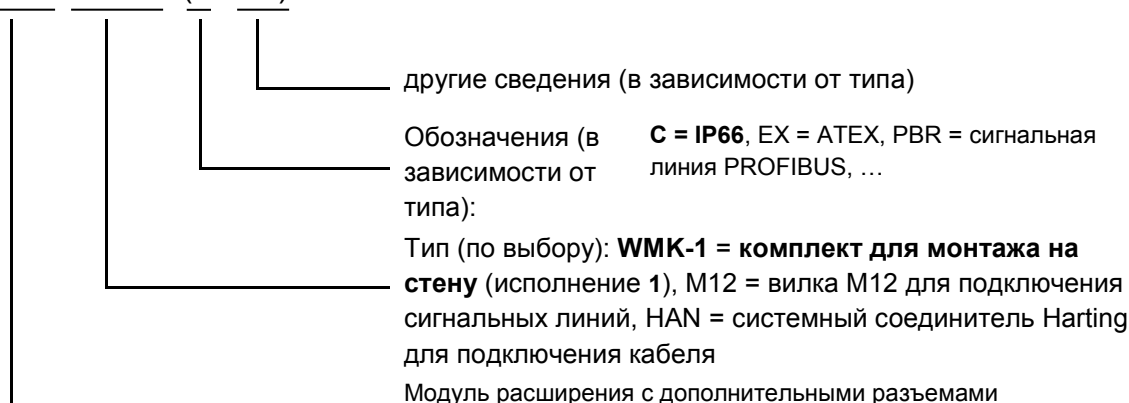 другие сведения (в зависимости от типа)
Обозначения (в зависимости от типа):
C = IP66, EX = ATEX, PBR = сигнальная линия PROFIBUS, …
Тип (по выбору): WMK-1 = комплект для монтажа на
стену (исполнение 1), M12 = вилка M12 для подключения
сигнальных линий, HAN = системный соединитель Harting
для подключения кабеля
Модуль расширения с дополнительными разъемами